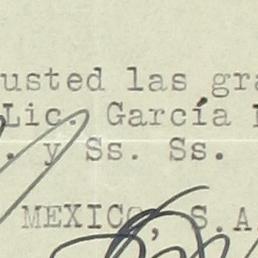 usted las gra
Lic. García
. y Ss. Ss.
MEXICO, S.A.